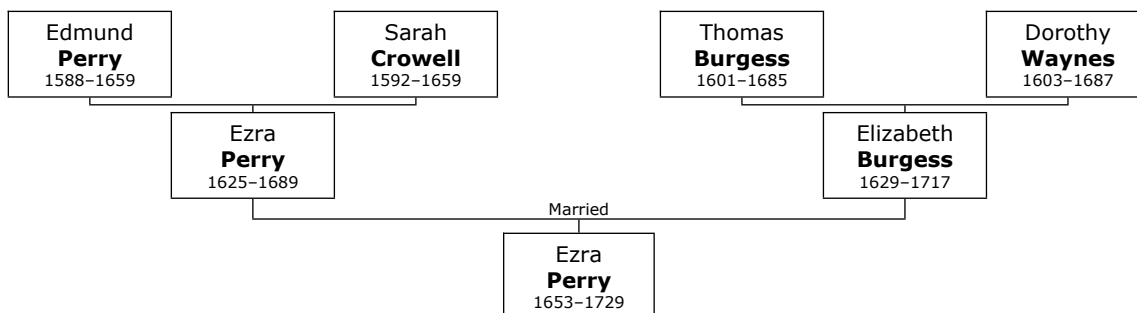 Edmund
Perry
1588–1659
Sarah
Crowell
1592–1659
Thomas
Burgess
1601–1685
Dorothy
Waynes
1603–1687
Ezra
Perry
1625–1689
Elizabeth
Burgess
1629–1717
Married
Ezra
Perry
1653–1729